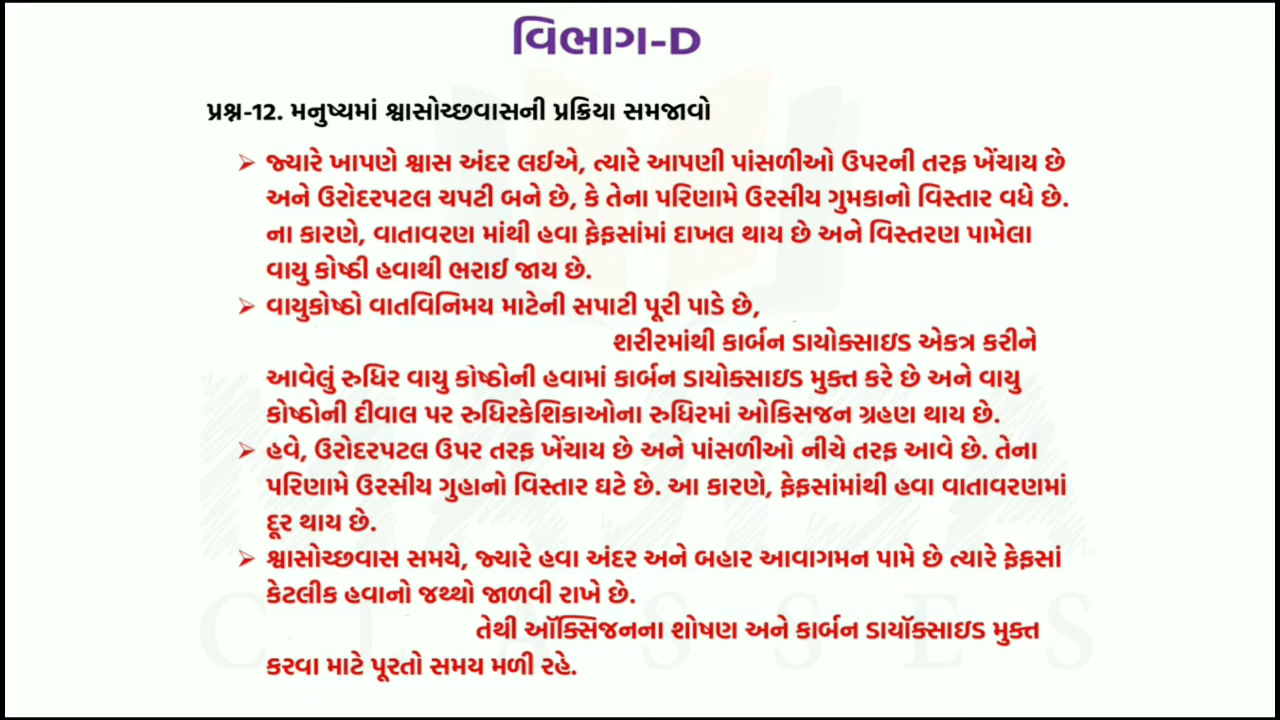 વિભાગ-D
પ્રશ્ન-12. મનુષ્યમાં શ્વાસોચ્છવાસની પ્રક્રિયા સમજાવો
➢ જ્યારે ખાપણે શ્વાસ અંદર લઈએ, ત્યારે આપણી પાંસળીઓ ઉપરની તરફ ખેંચાય છે
અને ઉરોદરપટલ ચપટી બને છે, કે તેના પરિણામે ઉરસીય ગુમકાનો વિસ્તાર વધે છે.
ના કારણે, વાતાવરણ માંથી હવા ફેફસાંમાં દાખલ થાય છે અને વિસ્તરણ પામેલા
વાયુ કોષ્ઠી હવાથી ભરાઈ જાય છે.
➢ વાયુકોષ્ઠો વાતવિનિમય માટેની સપાટી પૂરી પાડે છે,
શરીરમાંથી કાર્બન ડાયોક્સાઇડ એકત્ર કરીને
આવેલું રુધિર વાયુ કોષ્ઠોની હવામાં કાર્બન ડાયોક્સાઇડ મુક્ત કરે છે અને વાયુ
કોષ્ઠોની દીવાલ પર રુધિરકેશિકાઓના રુધિરમાં ઓકિસજન ગ્રહણ થાય છે.
➢ હવે, ઉરોદરપટલ ઉપર તરફ ખેંચાય છે અને પાંસળીઓ નીચે તરફ આવે છે. તેના
પરિણામે ઉરસીય ગુહાનો વિસ્તાર ઘટે છે. આ કારણે, ફેફસાંમાંથી હવા વાતાવરણમાં
દૂર થાય છે.
➢ શ્વાસોચ્છવાસ સમયે, જ્યારે હવા અંદર અને બહાર આવાગમન પામે છે ત્યારે ફેફસાં
કેટલીક હવાનો જથ્થો જાળવી રાખે છે.
તેથી ઑક્સિજનના શોષણ અને કાર્બન ડાયૉક્સાઇડ મુક્ત
કરવા માટે પૂરતો સમય મળી રહે.
CLASSES